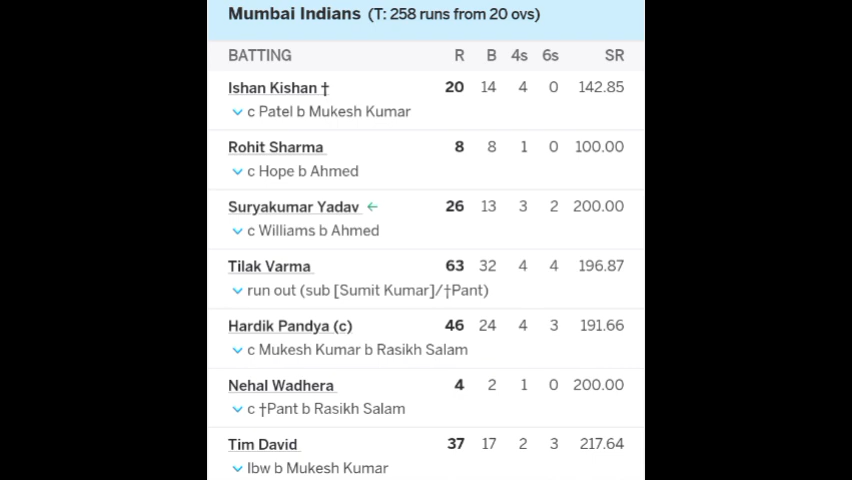 Mumbai Indians (T: 258 runs from 20 ovs)
BATTING R B 4s 6s SR
Ishan Kishan † 20 14 4 0 142.85
c Patel b Mukesh Kumar
Rohit Sharma 8 8 1 0 100.00
c Hope b Ahmed
Suryakumar Yadav ← 26 13 3 2 200.00
c Williams b Ahmed
Tilak Varma 63 32 4 4 196.87
run out (sub [Sumit Kumar]/†Pant)
Hardik Pandya (c) 46 24 4 3 191.66
c Mukesh Kumar b Rasikh Salam
Nehal Wadhera 4 2 1 0 200.00
c †Pant b Rasikh Salam
Tim David 37 17 2 3 217.64
lbw b Mukesh Kumar